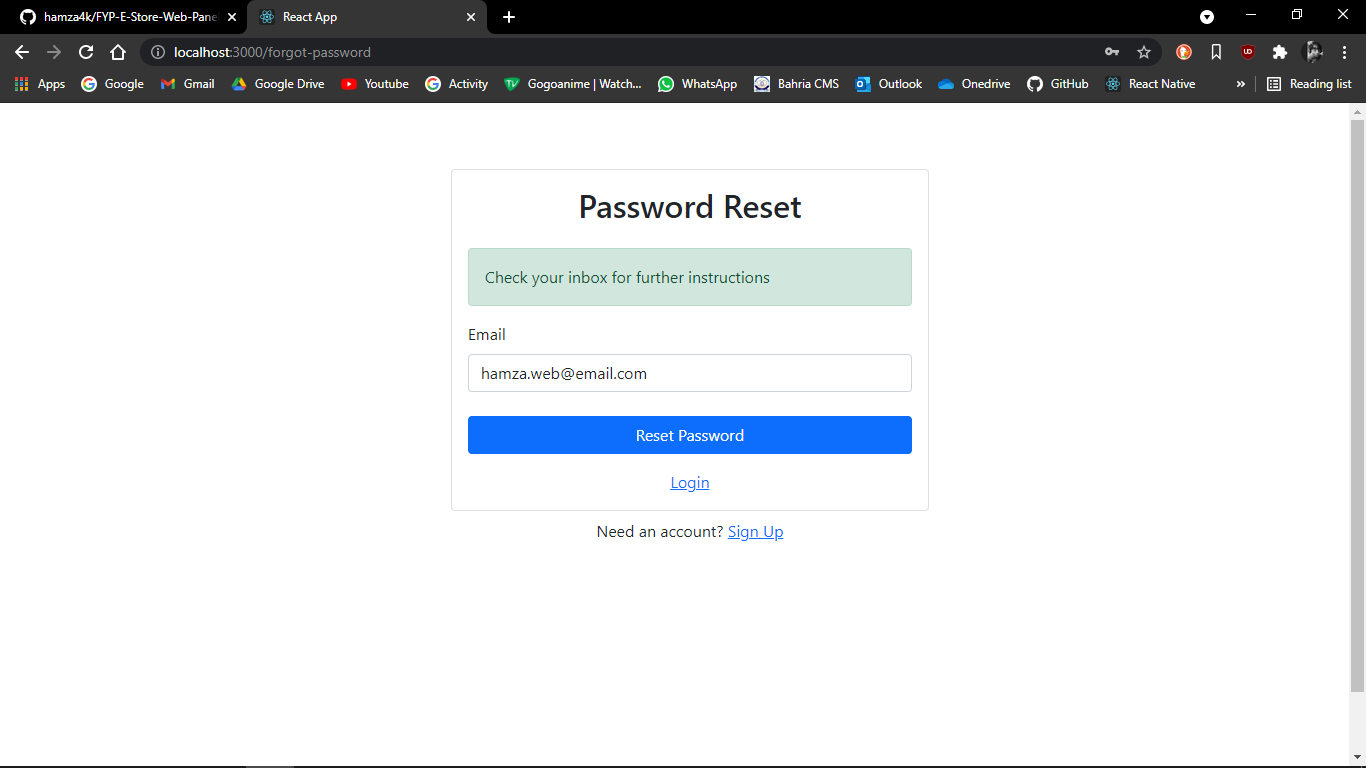 hamza4k/FYP-E-Store-Web-Pane
React App
localhost:3000/forgot-password
Apps
Google
Gmail
Google Drive
Youtube
Activity
Gogoanime | Watch...
WhatsApp
Bahria CMS
Outlook
Onedrive
GitHub
React Native
»
Reading list
Password Reset
Check your inbox for further instructions
Email
hamza.web@email.com
Reset Password
Login
Need an account? Sign Up